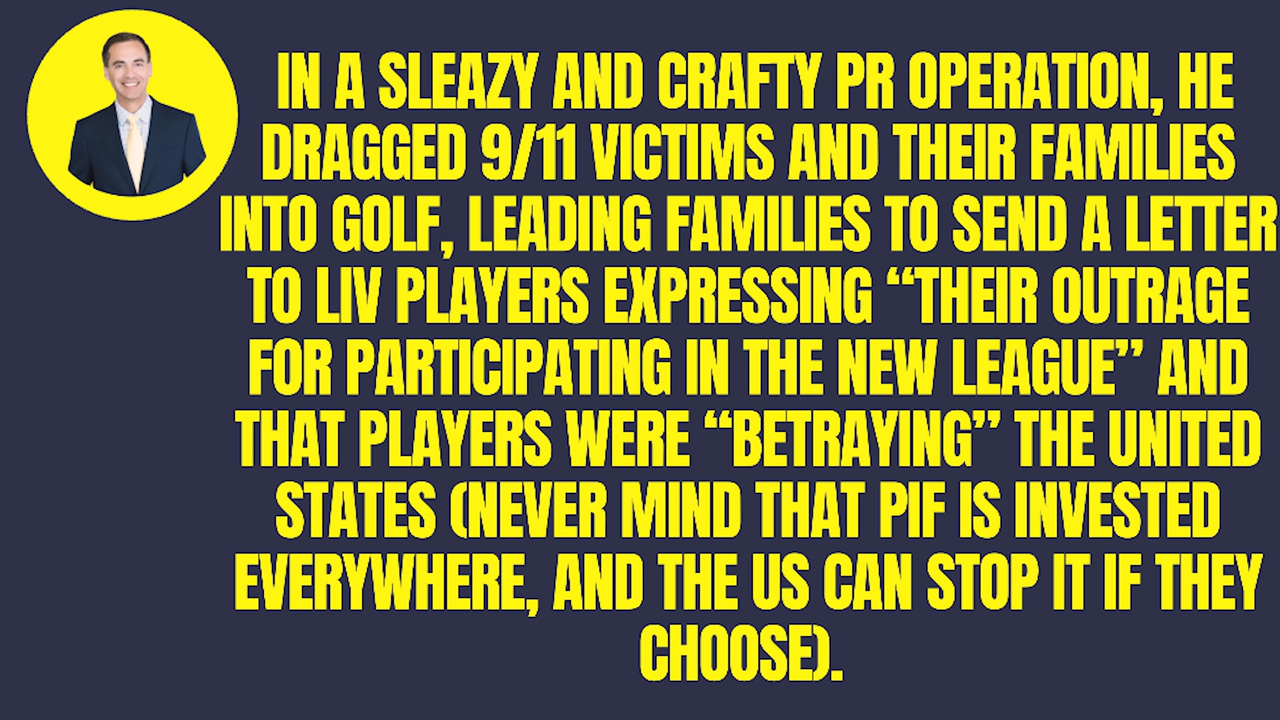 IN A SLEAZY AND CRAFTY PR OPERATION, HE
DRAGGED 9/11 VICTIMS AND THEIR FAMILIES
INTO GOLF, LEADING FAMILIES TO SEND A LETTER
TO LIV PLAYERS EXPRESSING “THEIR OUTRAGE
FOR PARTICIPATING IN THE NEW LEAGUE” AND
THAT PLAYERS WERE “BETRAYING” THE UNITED
STATES (NEVER MIND THAT PIF IS INVESTED
EVERYWHERE, AND THE US CAN STOP IT IF THEY
CHOOSE).